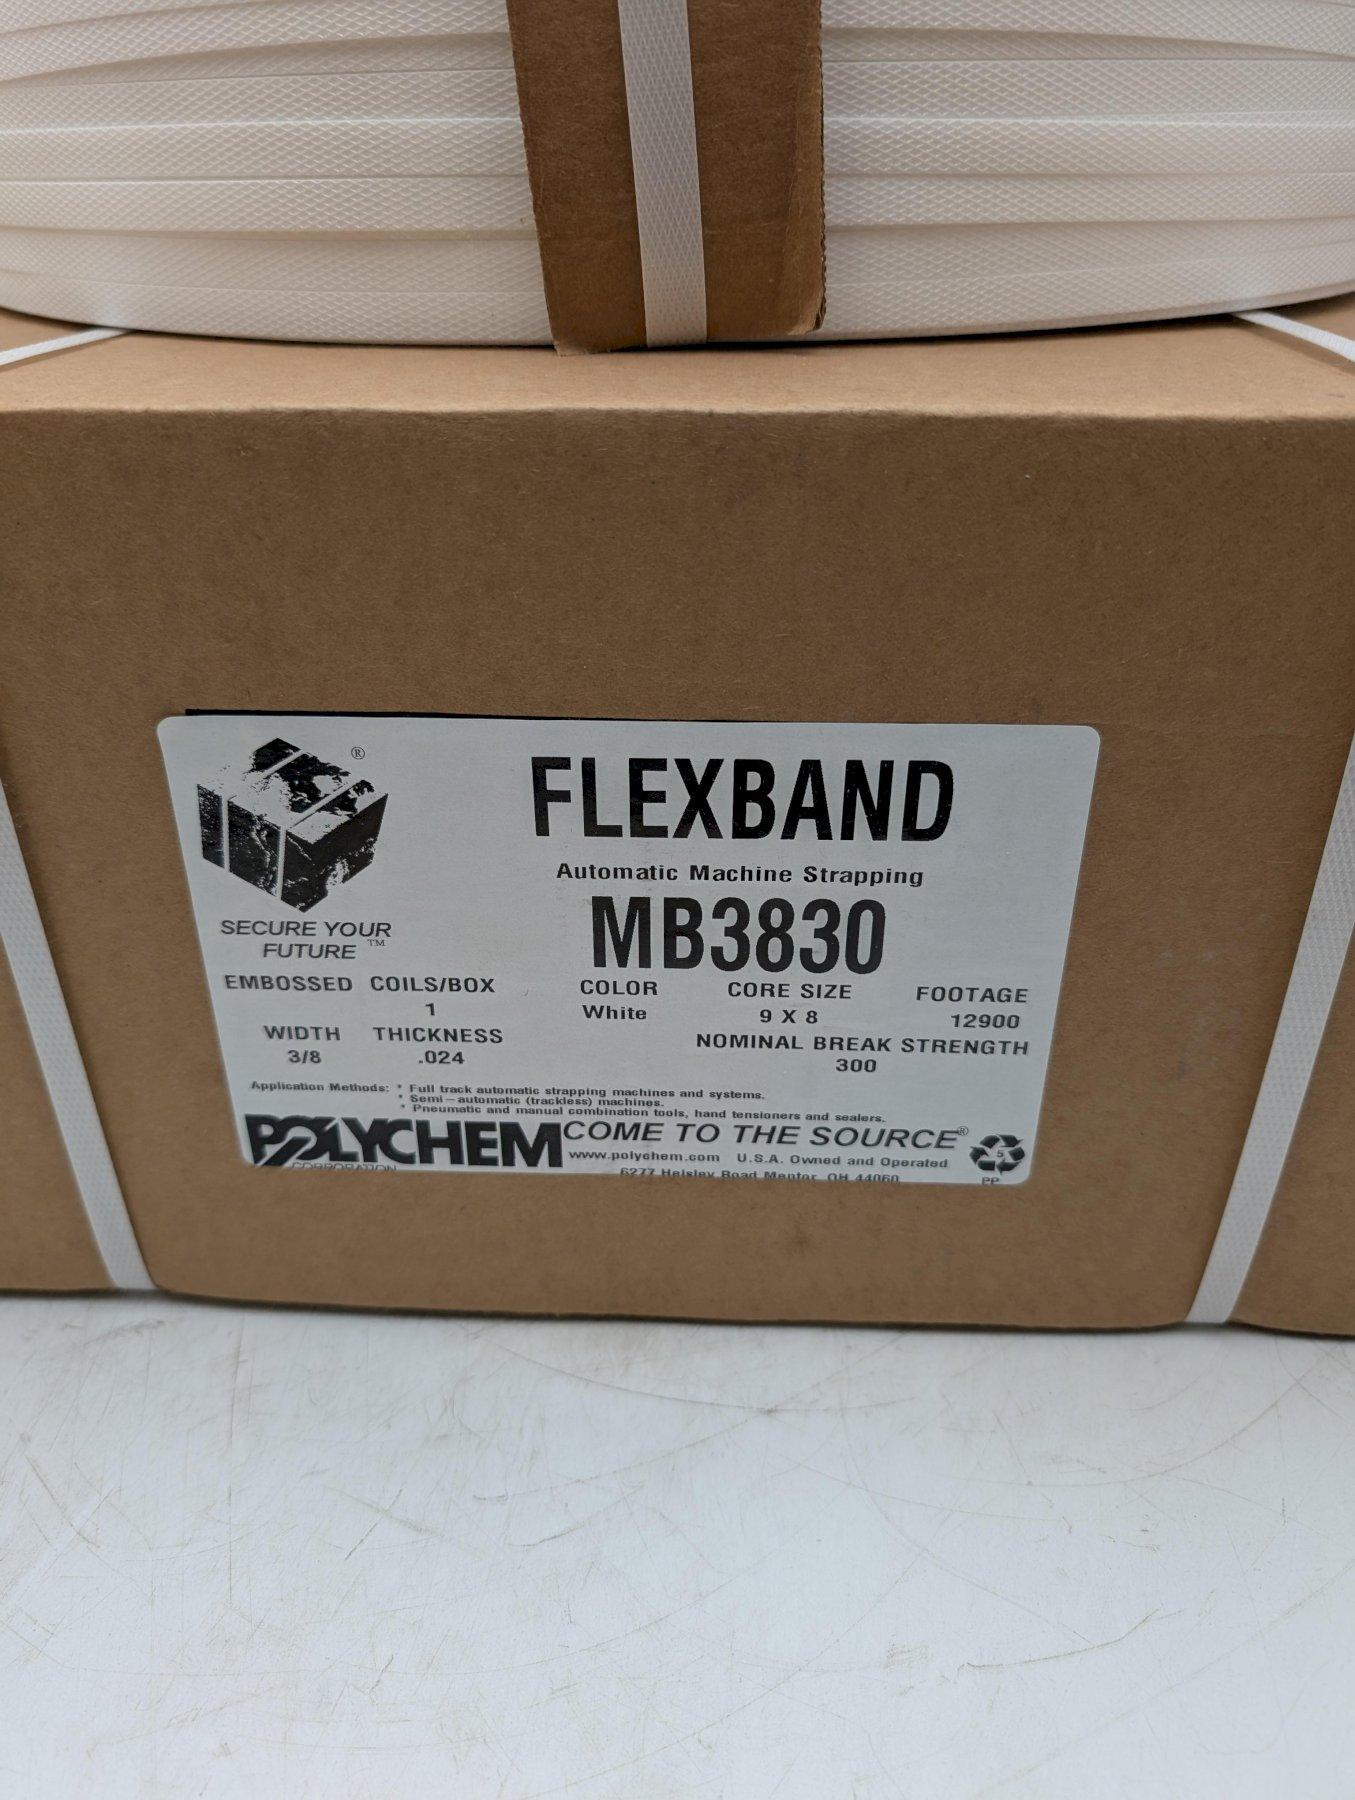 ®
FLEXBAND
Automatic Machine Strapping
MB3830
SECURE YOUR
FUTURE ™
EMBOSSED COILS/BOX COLOR CORE SIZE FOOTAGE
1 White 9 X 8 12900
WIDTH THICKNESS NOMINAL BREAK STRENGTH
3/8 .024 300
Application Methods: * Full track automatic strapping machines and systems.
* Semi-automatic (trackless) machines.
* Pneumatic and manual combination tools, hand tensioners and sealers.
POLYCHEM COME TO THE SOURCE®
CORPORATION www.polychem.com U.S.A. Owned and Operated
6277 Heisley Road Mentor, OH 44060
5
PP